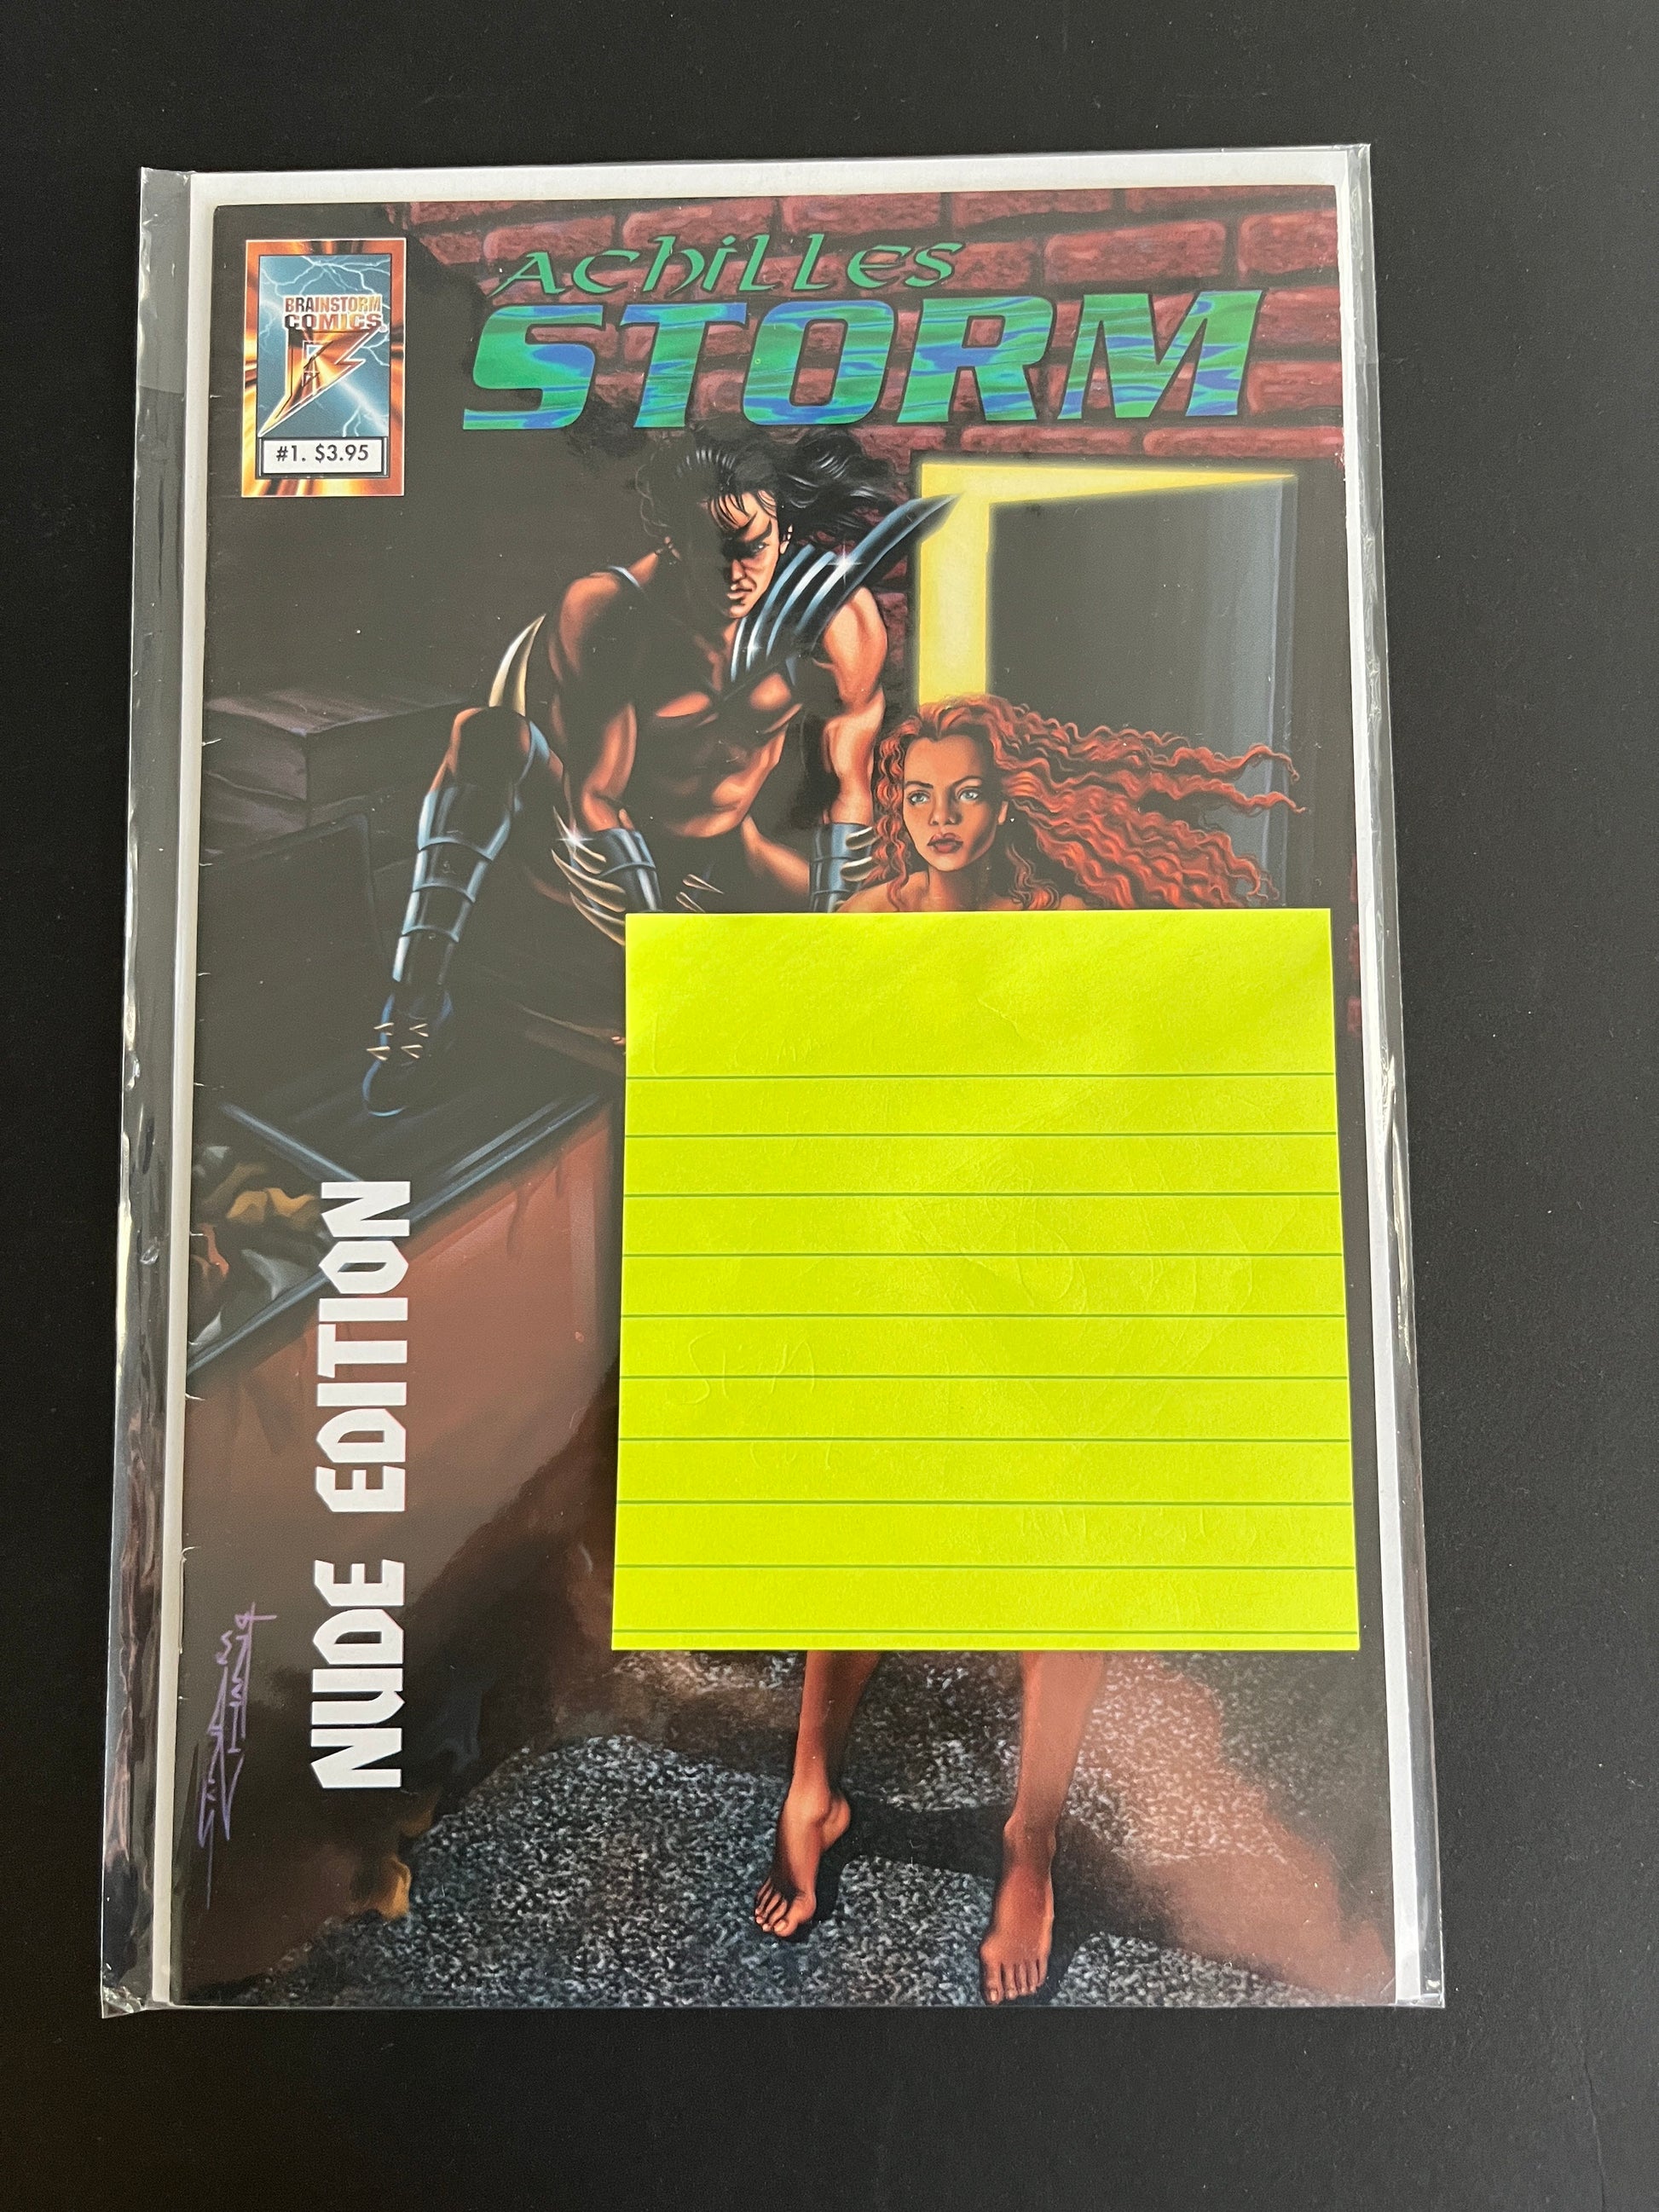 BRAINSTORM
COMICS
#1. $3.95
Achilles
STORM
NUDE EDITION